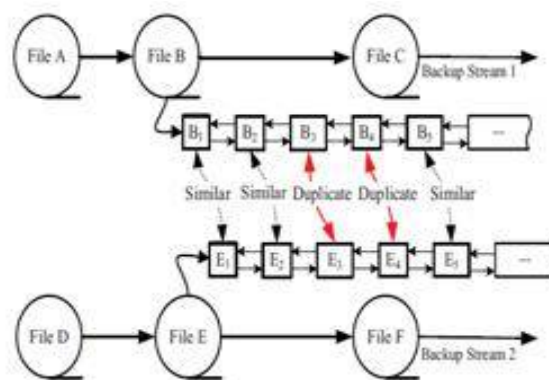 File A File B File C
Backup Stream 1
B1 B2 B3 B4 B5 ...
Similar Similar Duplicate Duplicate Similar
E1 E2 E3 E4 E5 ...
File D File E File F
Backup Stream 2